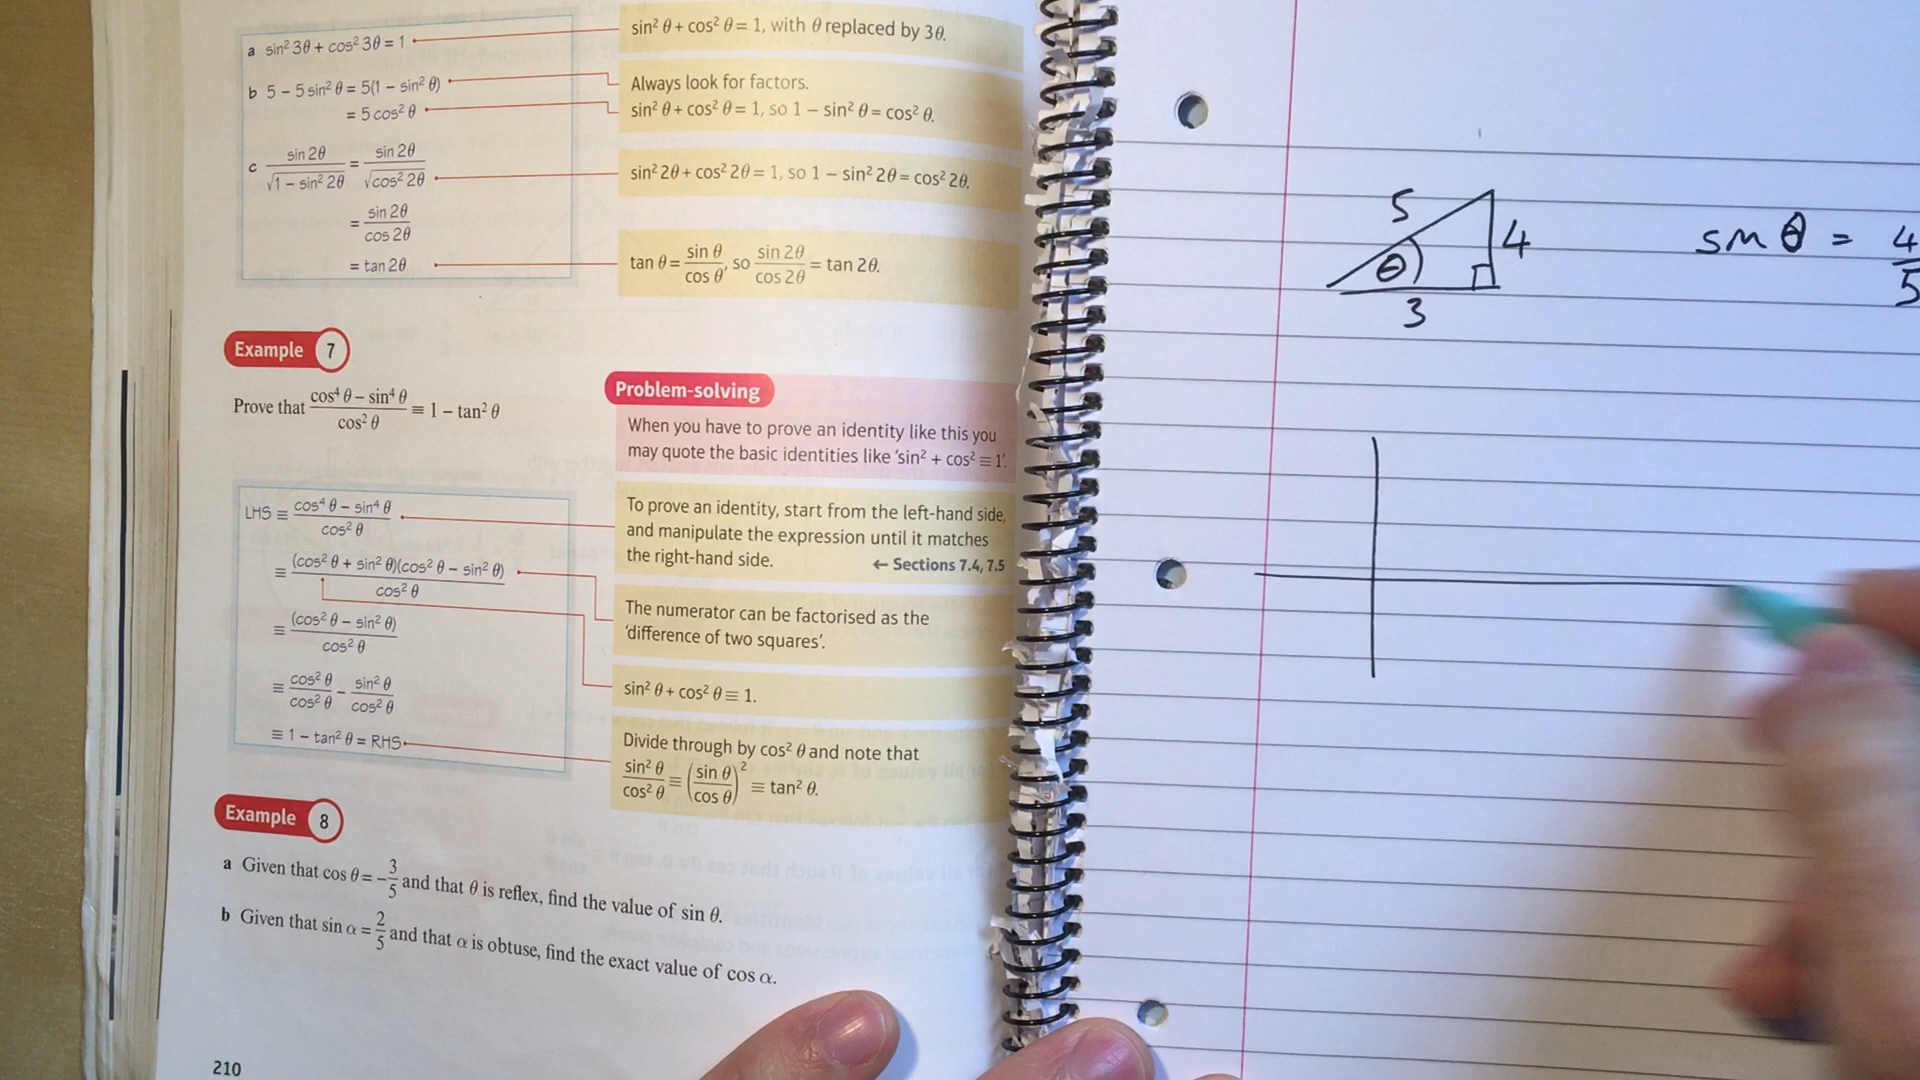 a sin² 3θ + cos² 3θ = 1
sin² θ + cos² θ = 1, with θ replaced by 3θ.
b 5 − 5 sin² θ = 5(1 − sin² θ)
Always look for factors.
= 5 cos² θ
sin² θ + cos² θ = 1, so 1 − sin² θ = cos² θ.
c sin 2θ / √(1 − sin² 2θ) = sin 2θ / √(cos² 2θ)
sin² 2θ + cos² 2θ = 1, so 1 − sin² 2θ = cos² 2θ.
= sin 2θ / cos 2θ
= tan 2θ
tan θ = sin θ / cos θ, so sin 2θ / cos 2θ = tan 2θ.
Example 7
Prove that (cos⁴ θ − sin⁴ θ) / cos² θ ≡ 1 − tan² θ
Problem-solving
When you have to prove an identity like this you
may quote the basic identities like ‘sin² + cos² ≡ 1’.
LHS ≡ (cos⁴ θ − sin⁴ θ) / cos² θ
To prove an identity, start from the left-hand side,
and manipulate the expression until it matches
the right-hand side. ← Sections 7.4, 7.5
≡ (cos² θ + sin² θ)(cos² θ − sin² θ) / cos² θ
The numerator can be factorised as the
‘difference of two squares’.
≡ (cos² θ − sin² θ) / cos² θ
sin² θ + cos² θ ≡ 1.
≡ cos² θ / cos² θ − sin² θ / cos² θ
≡ 1 − tan² θ = RHS
Divide through by cos² θ and note that
sin² θ / cos² θ ≡ (sin θ / cos θ)² ≡ tan² θ.
Example 8
a Given that cos θ = −3/5 and that θ is reflex, find the value of sin θ.
b Given that sin α = 2/5 and that α is obtuse, find the exact value of cos α.
210
5
4
θ
3
sin θ = 4/5